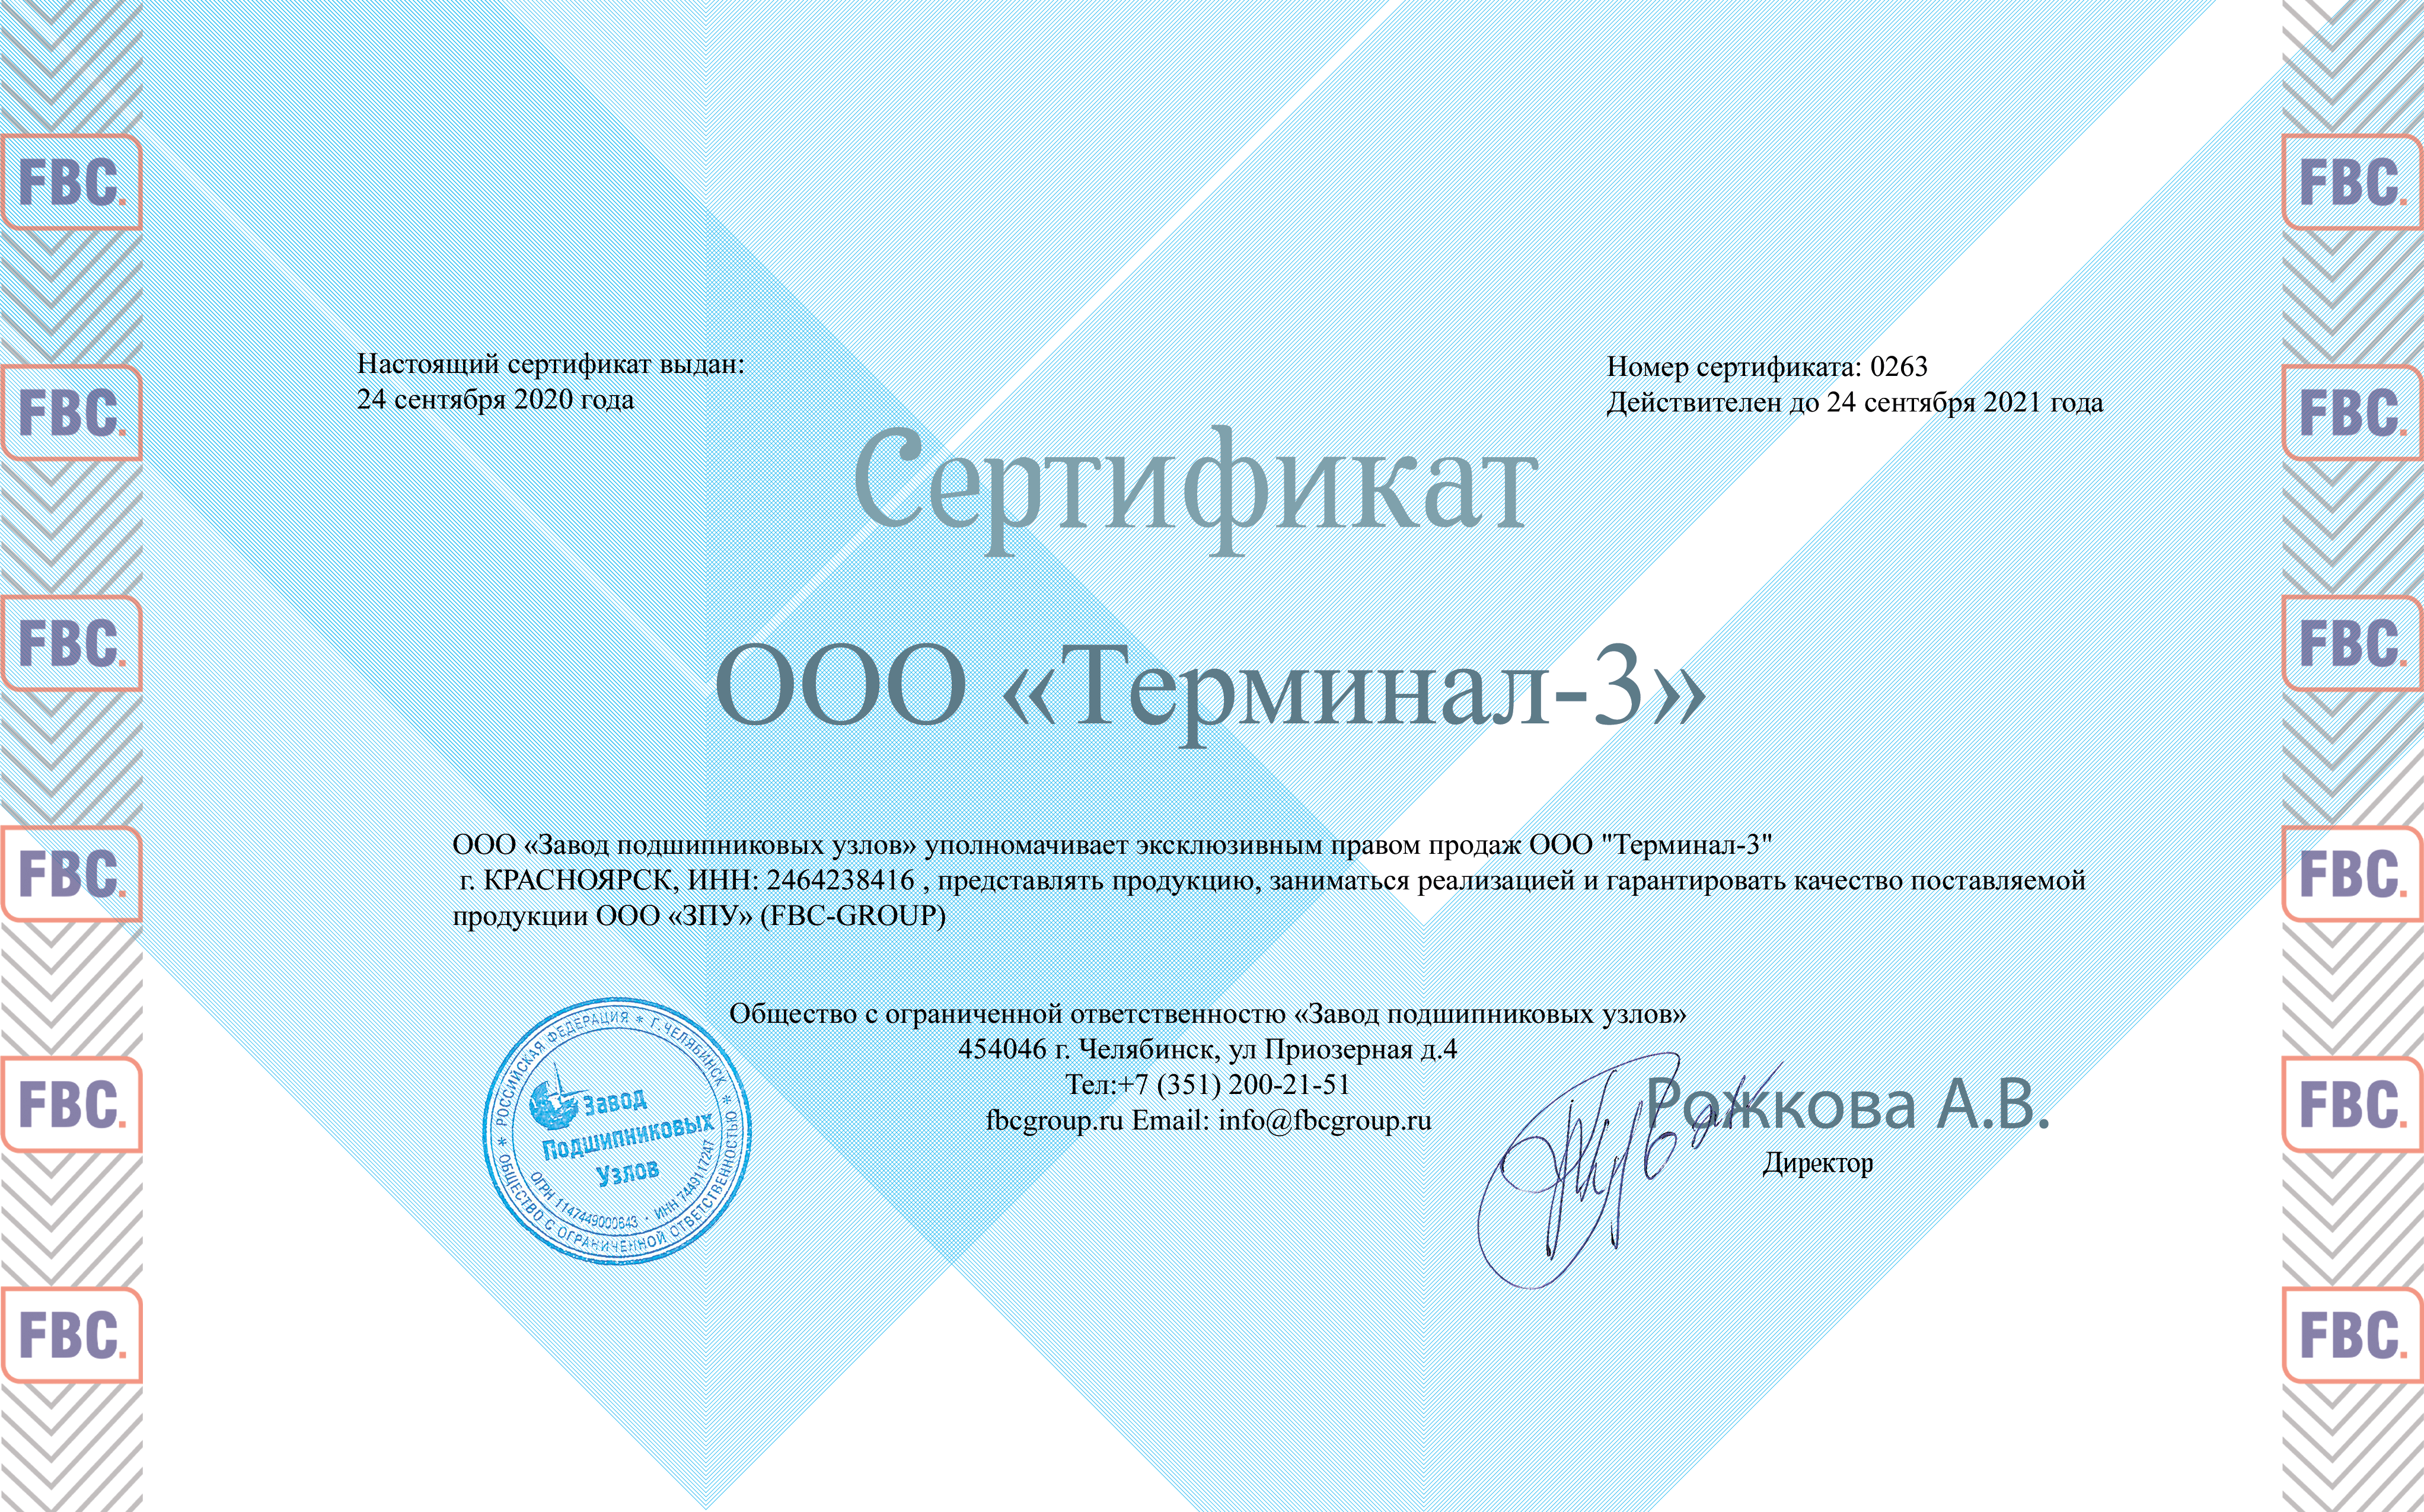 Настоящий сертификат выдан:
24 сентября 2020 года
Номер сертификата: 0263
Действителен до 24 сентября 2021 года
Сертификат
ООО «Терминал-3»
ООО «Завод подшипниковых узлов» уполномачивает эксклюзивным правом продаж ООО "Терминал-3"
г. КРАСНОЯРСК, ИНН: 2464238416 , представлять продукцию, заниматься реализацией и гарантировать качество поставляемой
продукции ООО «ЗПУ» (FBC-GROUP)
Общество с ограниченной ответственностю «Завод подшипниковых узлов»
454046 г. Челябинск, ул Приозерная д.4
Тел:+7 (351) 200-21-51
fbcgroup.ru Email: info@fbcgroup.ru
Рожкова А.В.
Директор
* РОССИЙСКАЯ ФЕДЕРАЦИЯ * Г.ЧЕЛЯБИНСК *
ОБЩЕСТВО С ОГРАНИЧЕННОЙ ОТВЕТСТВЕННОСТЬЮ
Завод
Подшипниковых
Узлов
ОГРН 1147449000643 · ИНН 7449117247
FBC.
FBC.
FBC.
FBC.
FBC.
FBC.
FBC.
FBC.
FBC.
FBC.
FBC.
FBC.